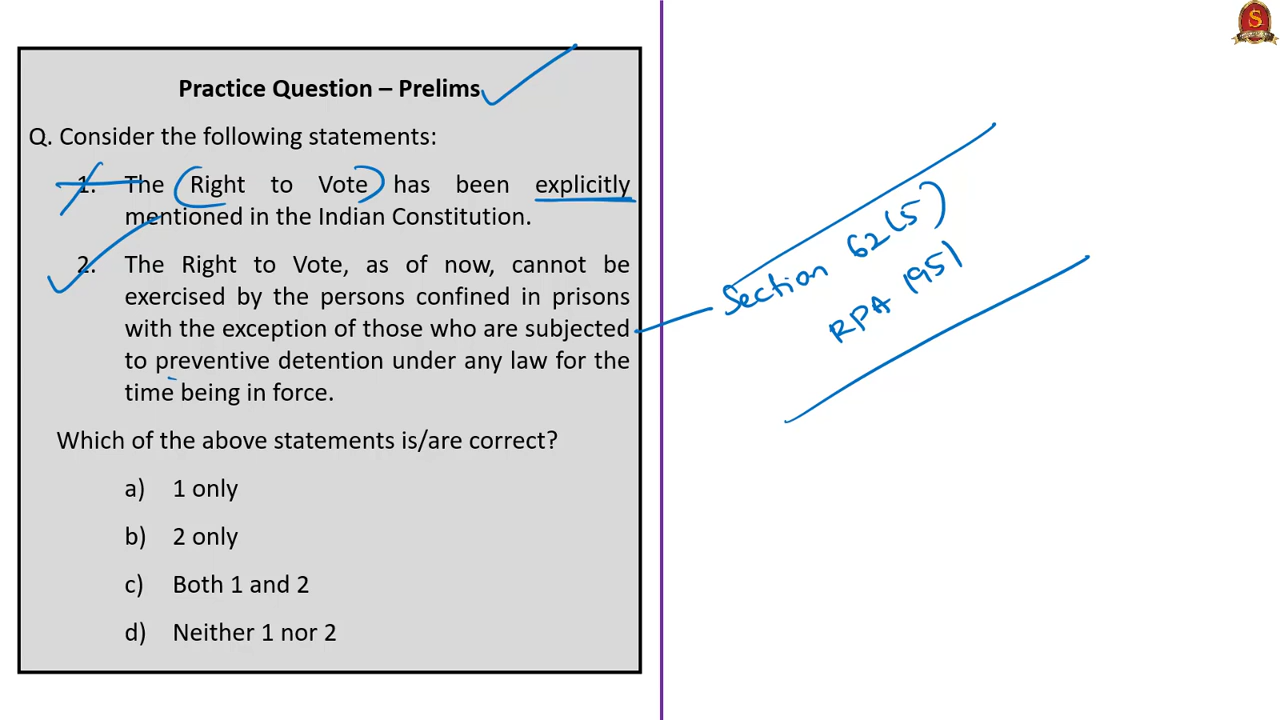 Practice Question – Prelims
Q. Consider the following statements:
1. The Right to Vote has been explicitly
mentioned in the Indian Constitution.
2. The Right to Vote, as of now, cannot be
exercised by the persons confined in prisons
with the exception of those who are subjected
to preventive detention under any law for the
time being in force.
Which of the above statements is/are correct?
a) 1 only
b) 2 only
c) Both 1 and 2
d) Neither 1 nor 2
Section 62(5)
RPA 1951
S